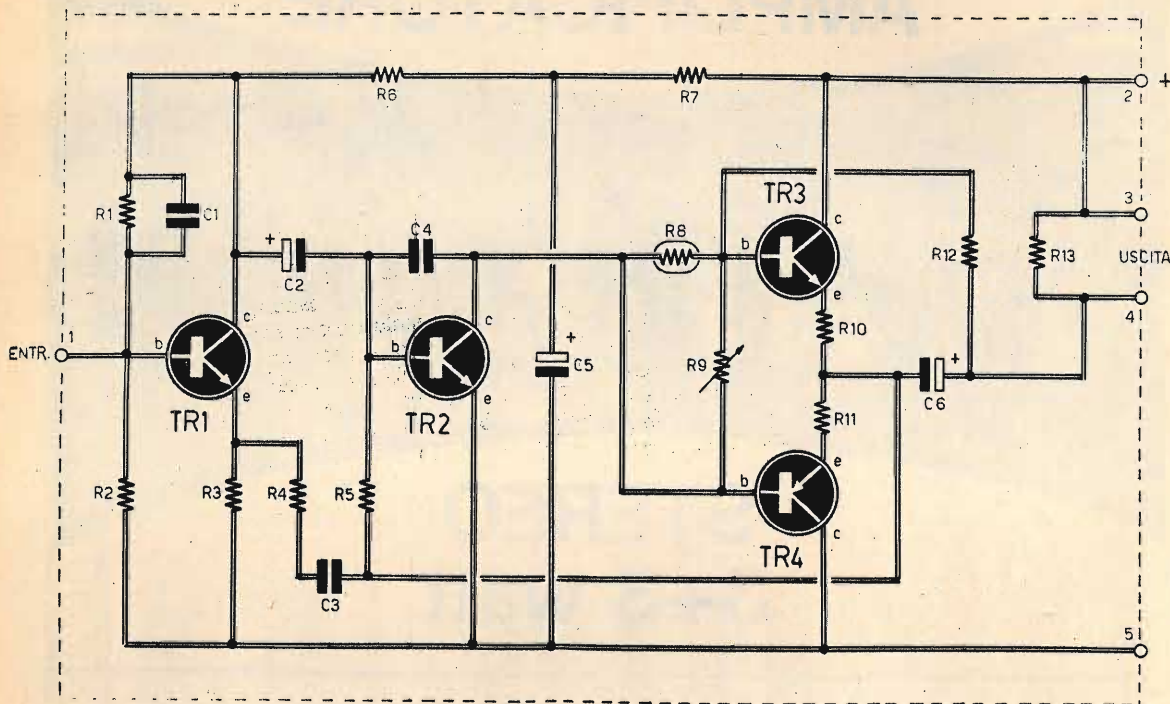 R6
R7
+
2
R1
C1
TR3
3
C4
R8
R12
R13
USCITA
+
C2
b
c
e
4
ENTR.
1
b
c
e
TR1
b
c
e
TR2
+
C5
R10
R9
+
C6
R11
R2
R3
R4
R5
b
e
c
TR4
C3
5